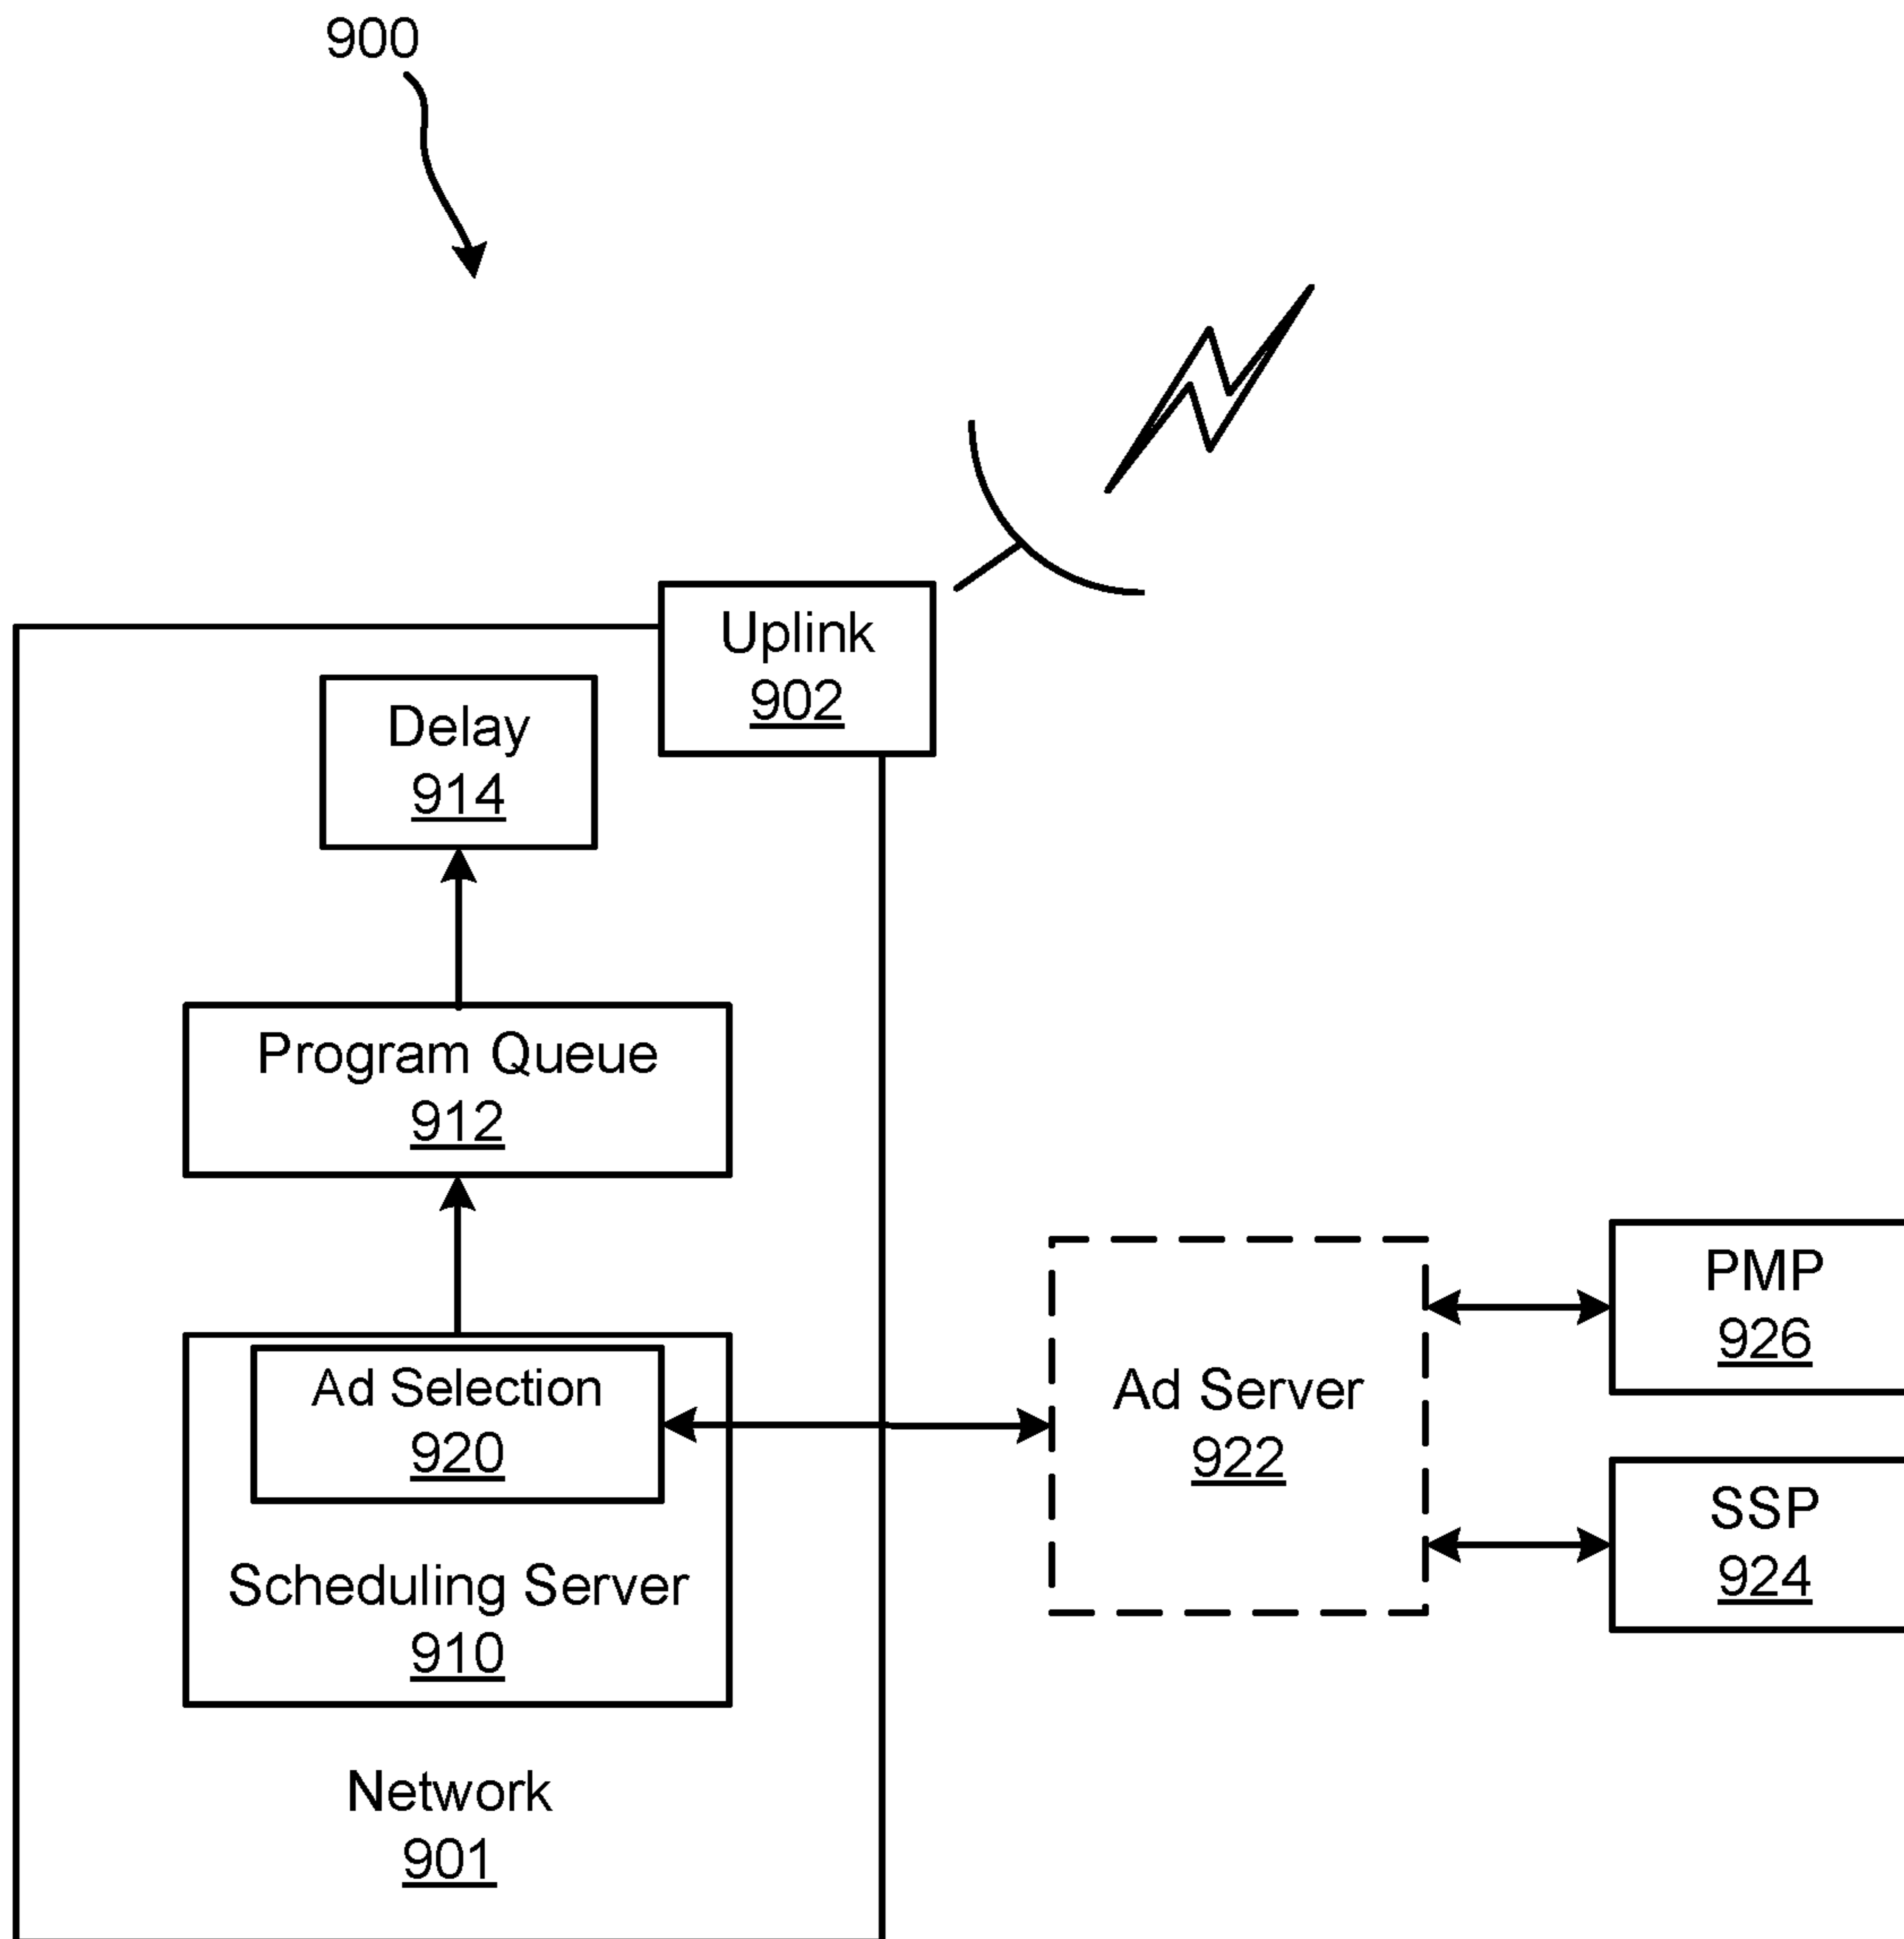 900
Uplink
902
Delay
914
Program Queue
912
Ad Selection
920
Scheduling Server
910
Network
901
Ad Server
922
PMP
926
SSP
924